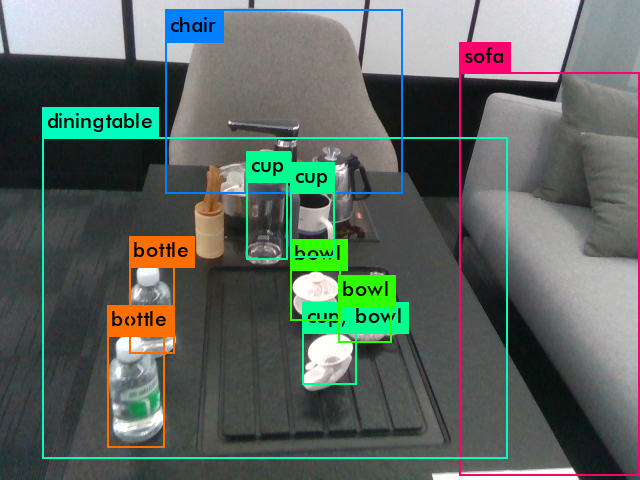 chair
sofa
diningtable
cup
cup
bottle
bowl
bowl
bottle
cup, bowl